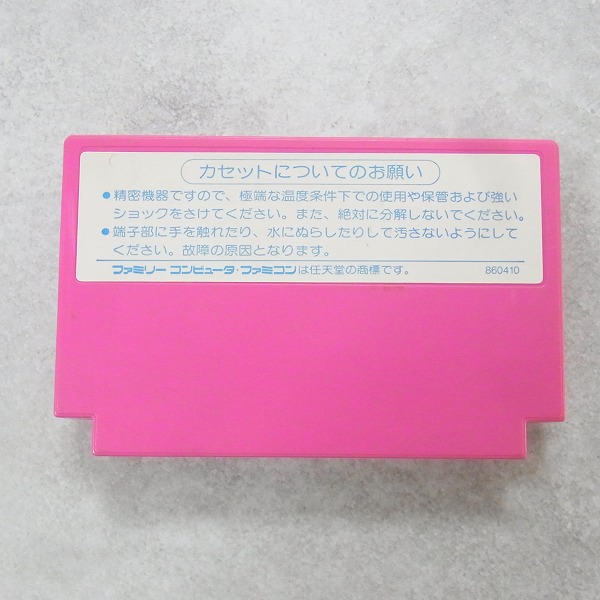 カセットについてのお願い
●精密機器ですので、極端な温度条件下での使用や保管および強い
ショックをさけてください。また、絶対に分解しないでください。
●端子部に手を触れたり、水にぬらしたりして汚さないようにして
ください。故障の原因となります。
ファミリー コンピュータ・ファミコンは任天堂の商標です。 860410